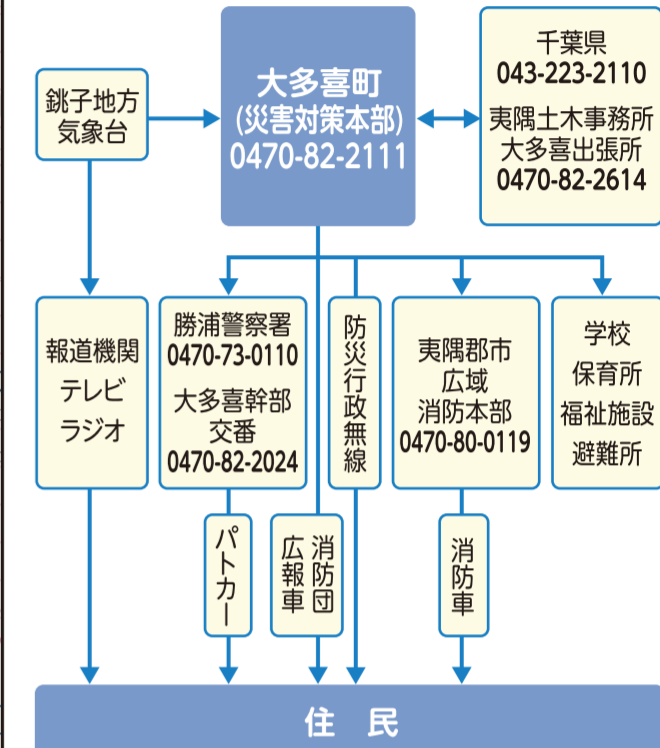 銚子地方
気象台
大多喜町
(災害対策本部)
0470-82-2111
千葉県
043-223-2110
夷隅土木事務所
大多喜出張所
0470-82-2614
報道機関
テレビ
ラジオ
勝浦警察署
0470-73-0110
大多喜幹部
交番
0470-82-2024
防災行政無線
夷隅郡市
広域
消防本部
0470-80-0119
学校
保育所
福祉施設
避難所
パトカー
消防団
広報車
消防車
住民